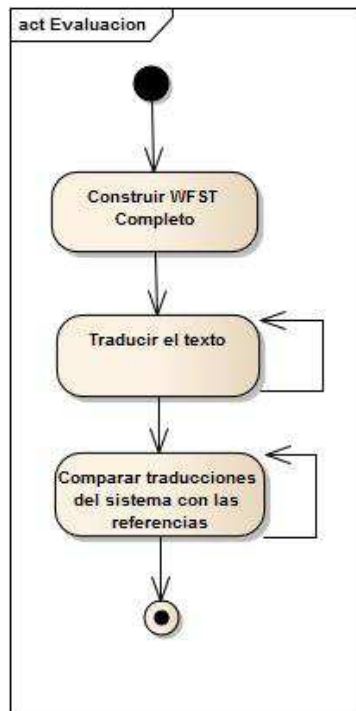 act Evaluacion
Construir WFST
Completo
Traducir el texto
Comparar traducciones
del sistema con las
referencias